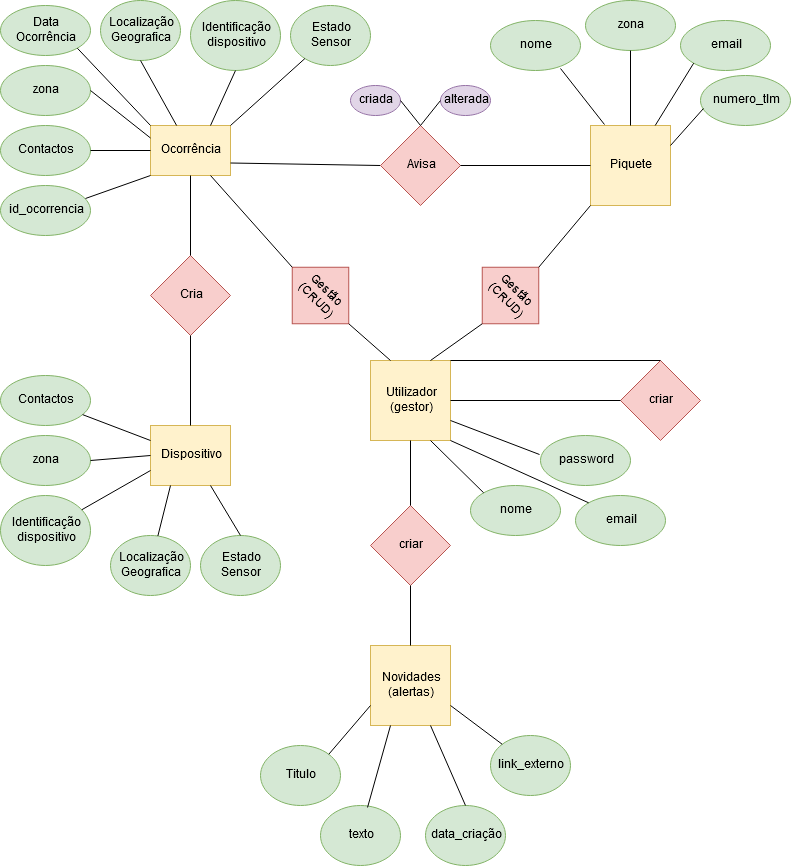 Data
Ocorrência
Localização
Geografica
Identificação
dispositivo
Estado
Sensor
zona
Contactos
id_ocorrencia
Ocorrência
nome
zona
email
numero_tlm
criada
alterada
Avisa
Piquete
Cria
Gestão
(CRUD)
Gestão
(CRUD)
Utilizador
(gestor)
criar
Contactos
zona
Identificação
dispositivo
Dispositivo
Localização
Geografica
Estado
Sensor
password
nome
email
criar
Novidades
(alertas)
Titulo
texto
data_criação
link_externo